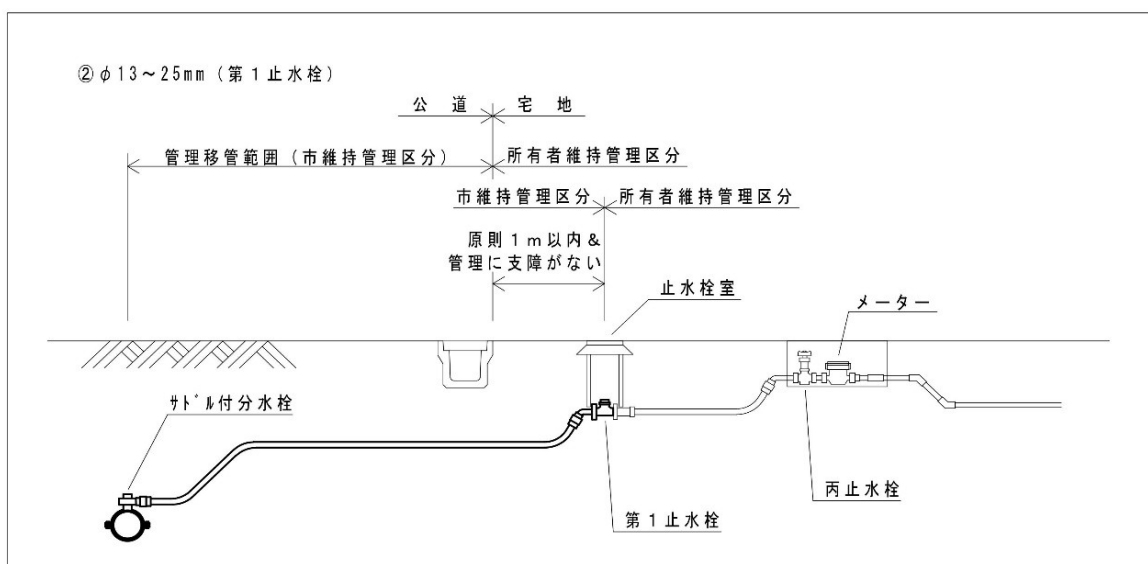 ②φ13～25mm（第1止水栓）
公道
宅地
管理移管範囲（市維持管理区分）
所有者維持管理区分
市維持管理区分
所有者維持管理区分
原則1m以内&
管理に支障がない
止水栓室
メーター
ｻﾄﾞﾙ付分水栓
丙止水栓
第1止水栓